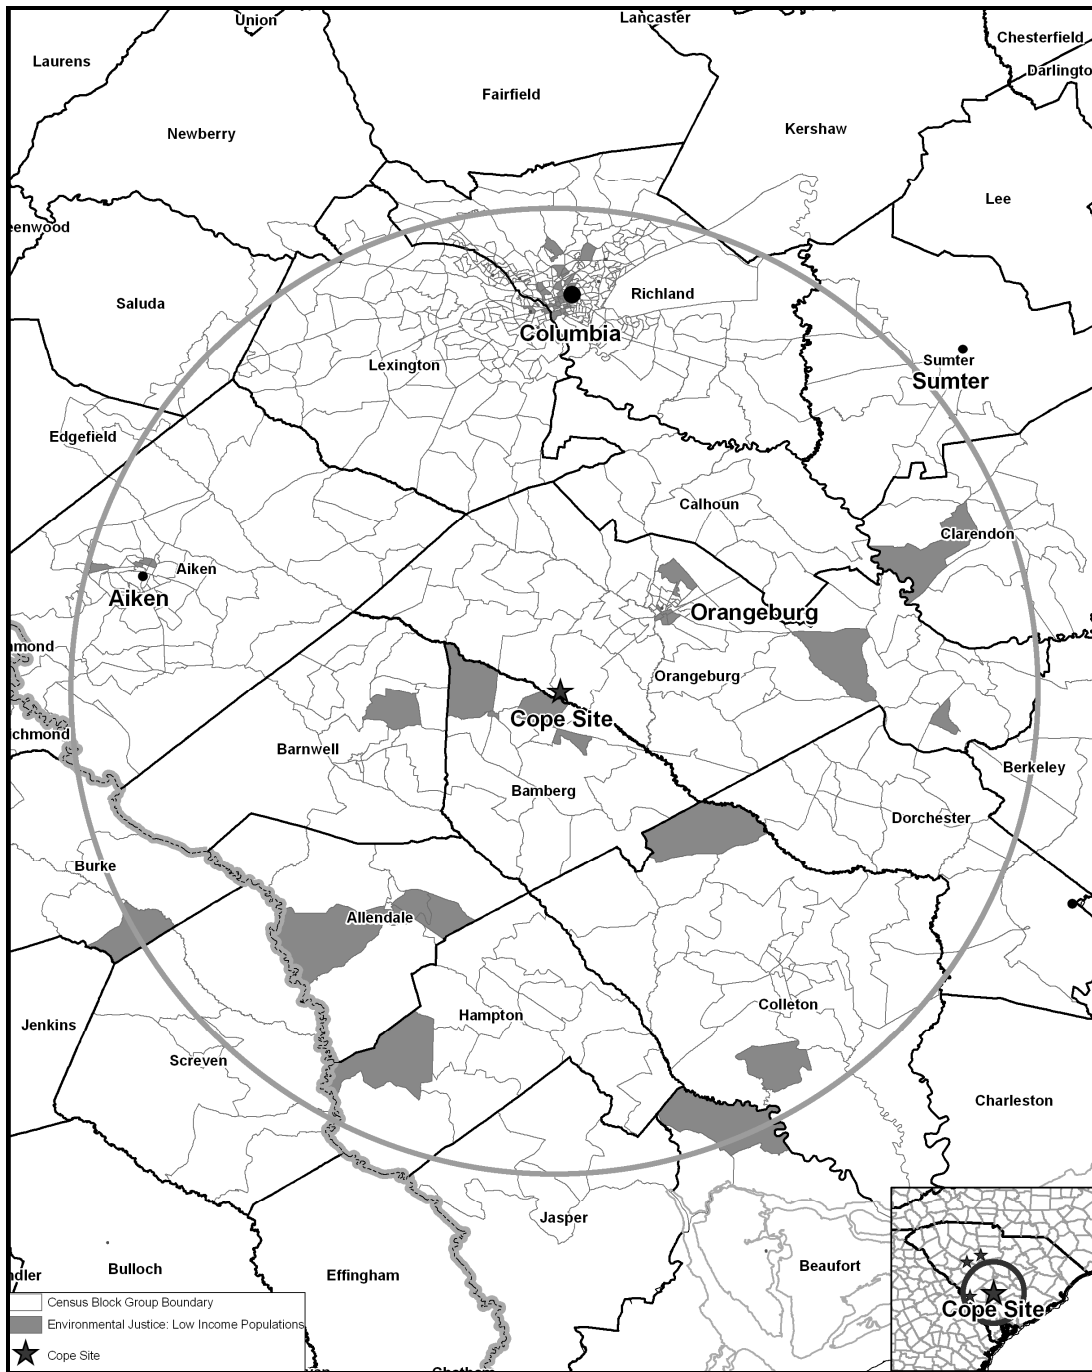 Union
Lancaster
Chesterfield
Laurens
Darlingto
Fairfield
Kershaw
Newberry
Lee
eenwood
Saluda
Richland
Columbia
Lexington
Sumter
Sumter
Edgefield
Calhoun
Clarendon
Aiken
Aiken
Orangeburg
mond
Orangeburg
Cope Site
chmond
Barnwell
Berkeley
Bamberg
Dorchester
Burke
Allendale
Colleton
Hampton
Jenkins
Screven
Charleston
Jasper
Beaufort
Bulloch
Effingham
ndler
Cope Site
Census Block Group Boundary
Environmental Justice: Low Income Populations
Cope Site